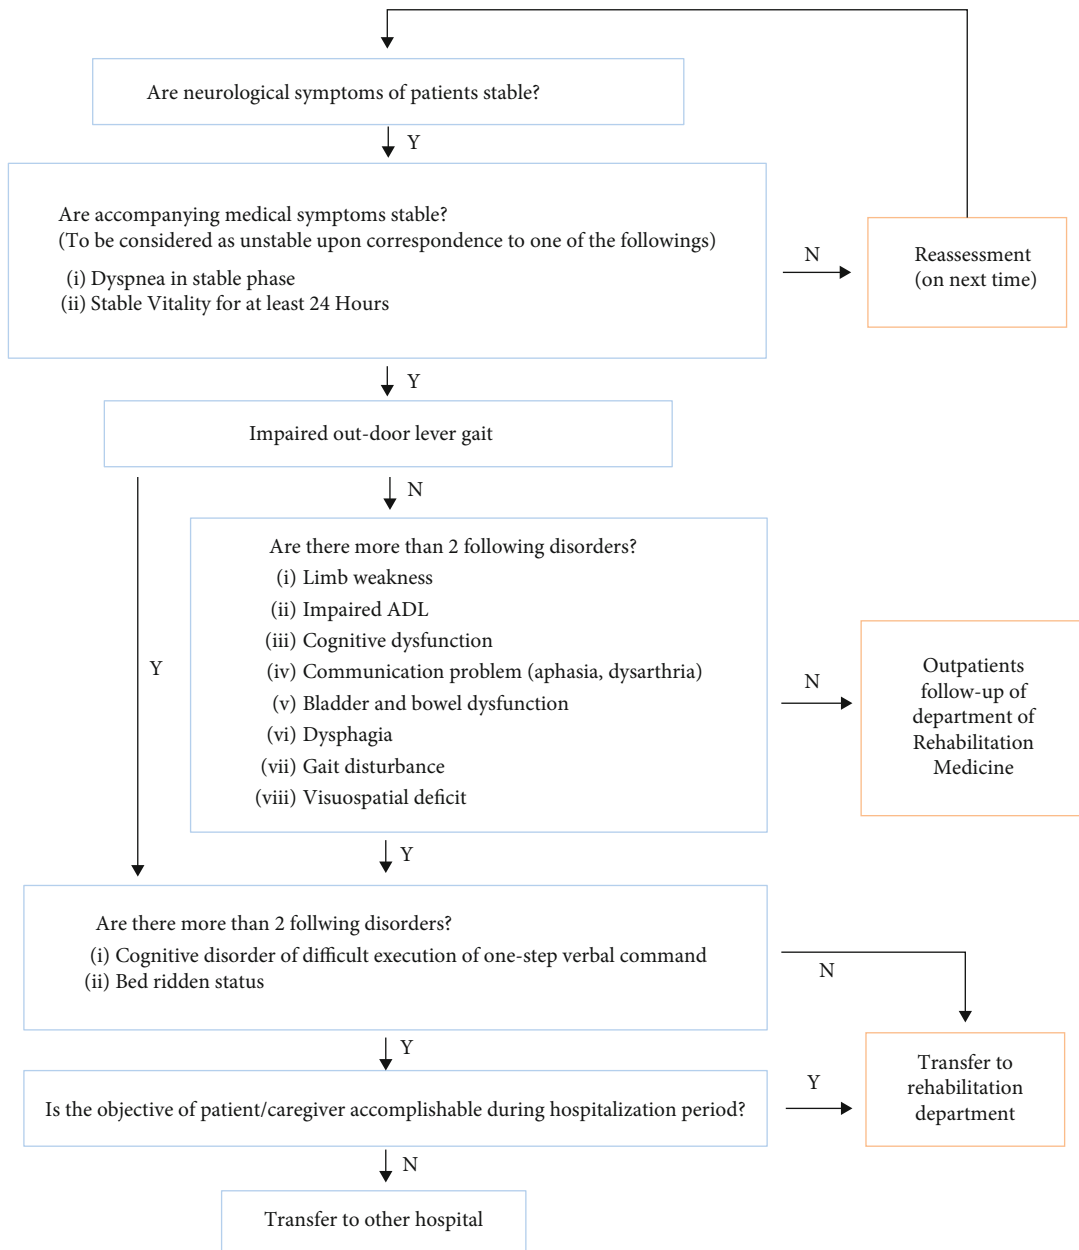 Are neurological symptoms of patients stable?
Y
Are accompanying medical symptoms stable?
(To be considered as unstable upon correspondence to one of the followings)
(i) Dyspnea in stable phase
(ii) Stable Vitality for at least 24 Hours
N
Reassessment
(on next time)
Y
Impaired out-door lever gait
N
Y
Are there more than 2 following disorders?
(i) Limb weakness
(ii) Impaired ADL
(iii) Cognitive dysfunction
(iv) Communication problem (aphasia, dysarthria)
(v) Bladder and bowel dysfunction
(vi) Dysphagia
(vii) Gait disturbance
(viii) Visuospatial deficit
N
Outpatients
follow-up of
department of
Rehabilitation
Medicine
Y
Are there more than 2 follwing disorders?
(i) Cognitive disorder of difficult execution of one-step verbal command
(ii) Bed ridden status
N
Y
Is the objective of patient/caregiver accomplishable during hospitalization period?
Y
Transfer to
rehabilitation
department
N
Transfer to other hospital